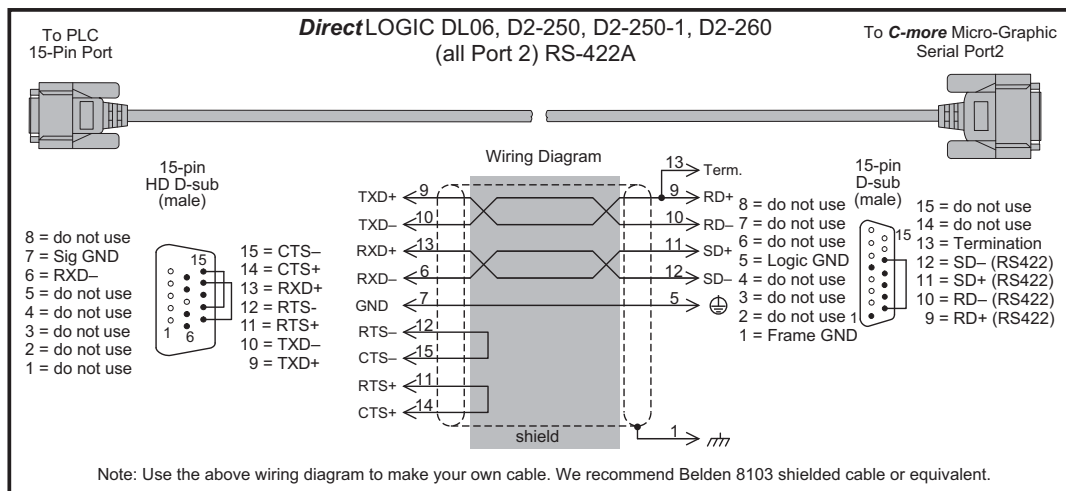 To PLC
15-Pin Port
DirectLOGIC DL06, D2-250, D2-250-1, D2-260
(all Port 2) RS-422A
To C-more Micro-Graphic
Serial Port2
15-pin
HD D-sub
(male)
8 = do not use
7 = Sig GND
6 = RXD–
5 = do not use
4 = do not use
3 = do not use
2 = do not use
1 = do not use
15
1
6
15 = CTS–
14 = CTS+
13 = RXD+
12 = RTS-
11 = RTS+
10 = TXD–
9 = TXD+
Wiring Diagram
TXD+ 9
TXD– 10
RXD+ 13
RXD– 6
GND 7
RTS– 12
CTS– 15
RTS+ 11
CTS+ 14
shield
13 Term.
9 RD+
10 RD–
11 SD+
12 SD–
5
1
8 = do not use
7 = do not use
6 = do not use
5 = Logic GND
4 = do not use
3 = do not use
2 = do not use
1 = Frame GND
15-pin
D-sub
(male)
15
1
15 = do not use
14 = do not use
13 = Termination
12 = SD– (RS422)
11 = SD+ (RS422)
10 = RD– (RS422)
9 = RD+ (RS422)
Note: Use the above wiring diagram to make your own cable. We recommend Belden 8103 shielded cable or equivalent.